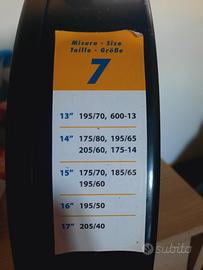 Misura - Size
Taille - Größe
7
13" 195/70, 600-13
14" 175/80, 195/65
205/60, 175-14
15" 175/70, 185/65
195/60
16" 195/50
17" 205/40
subito